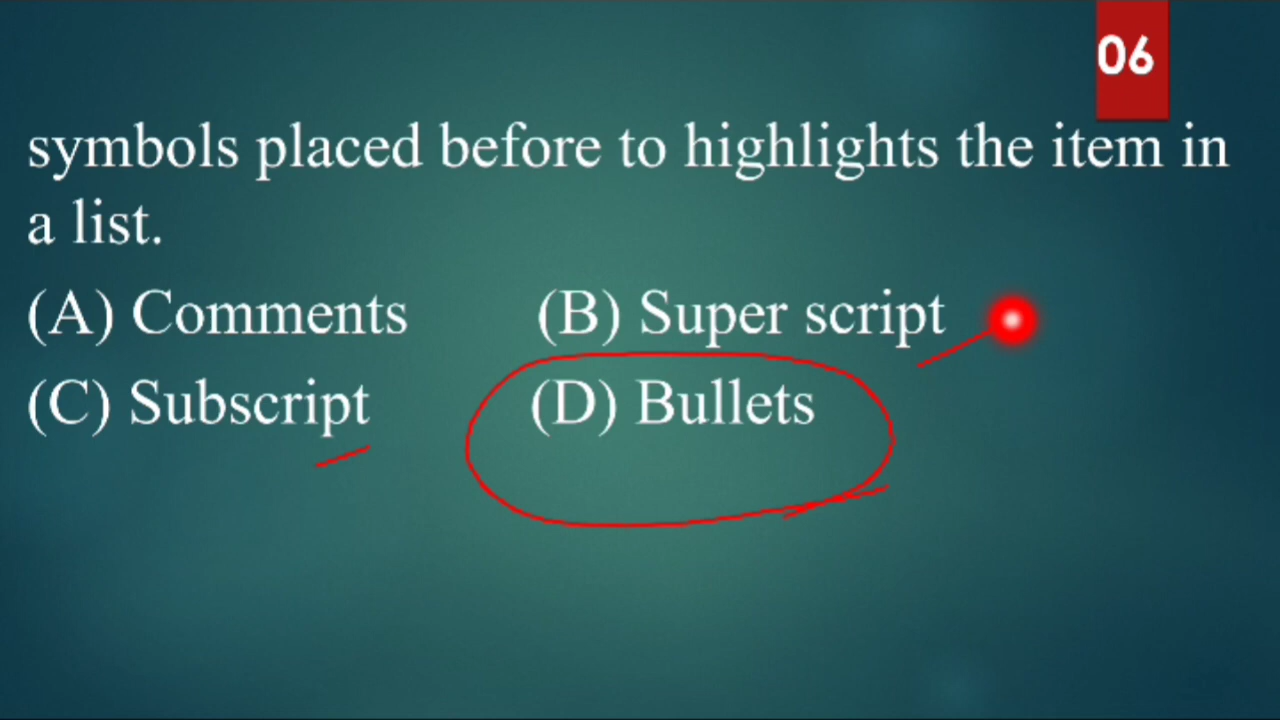 06
symbols placed before to highlights the item in
a list.
(A) Comments (B) Super script
(C) Subscript (D) Bullets